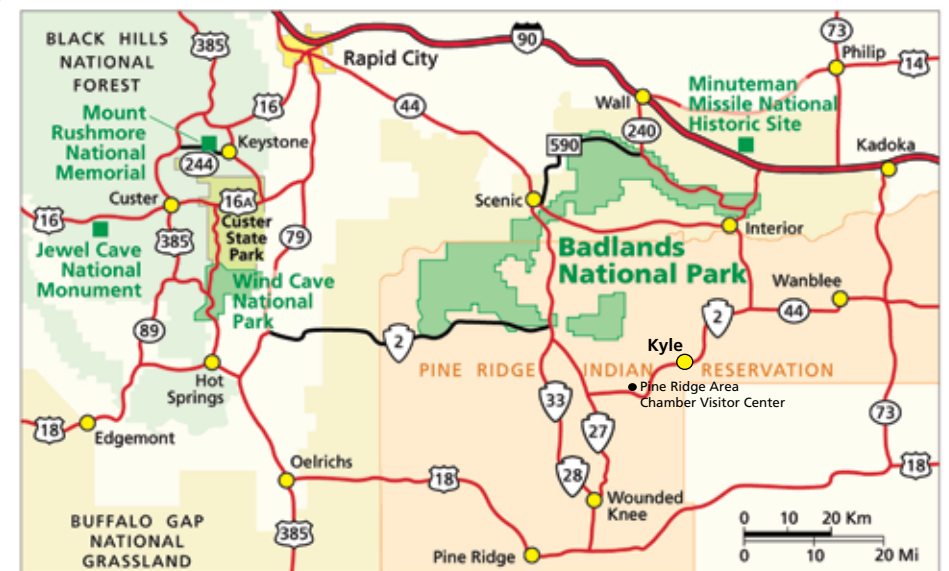 BLACK HILLS
NATIONAL
FOREST
385
Rapid City
90
73
Philip
14
Mount
Rushmore
National
Memorial
16
44
Wall
Minuteman
Missile National
Historic Site
240
590
Keystone
244
Kadoka
Custer
16A
Scenic
16
385
Custer
State
Park
79
Interior
Jewel Cave
National
Monument
Badlands
National Park
Wind Cave
National
Park
Wanblee
2
44
89
2
Kyle
PINE RIDGE INDIAN RESERVATION
Hot
Springs
Pine Ridge Area
Chamber Visitor Center
33
27
73
18
Edgemont
Oelrichs
18
28
18
Wounded
Knee
BUFFALO GAP
NATIONAL
GRASSLAND
385
Pine Ridge
0 10 20 Km
0 10 20 Mi